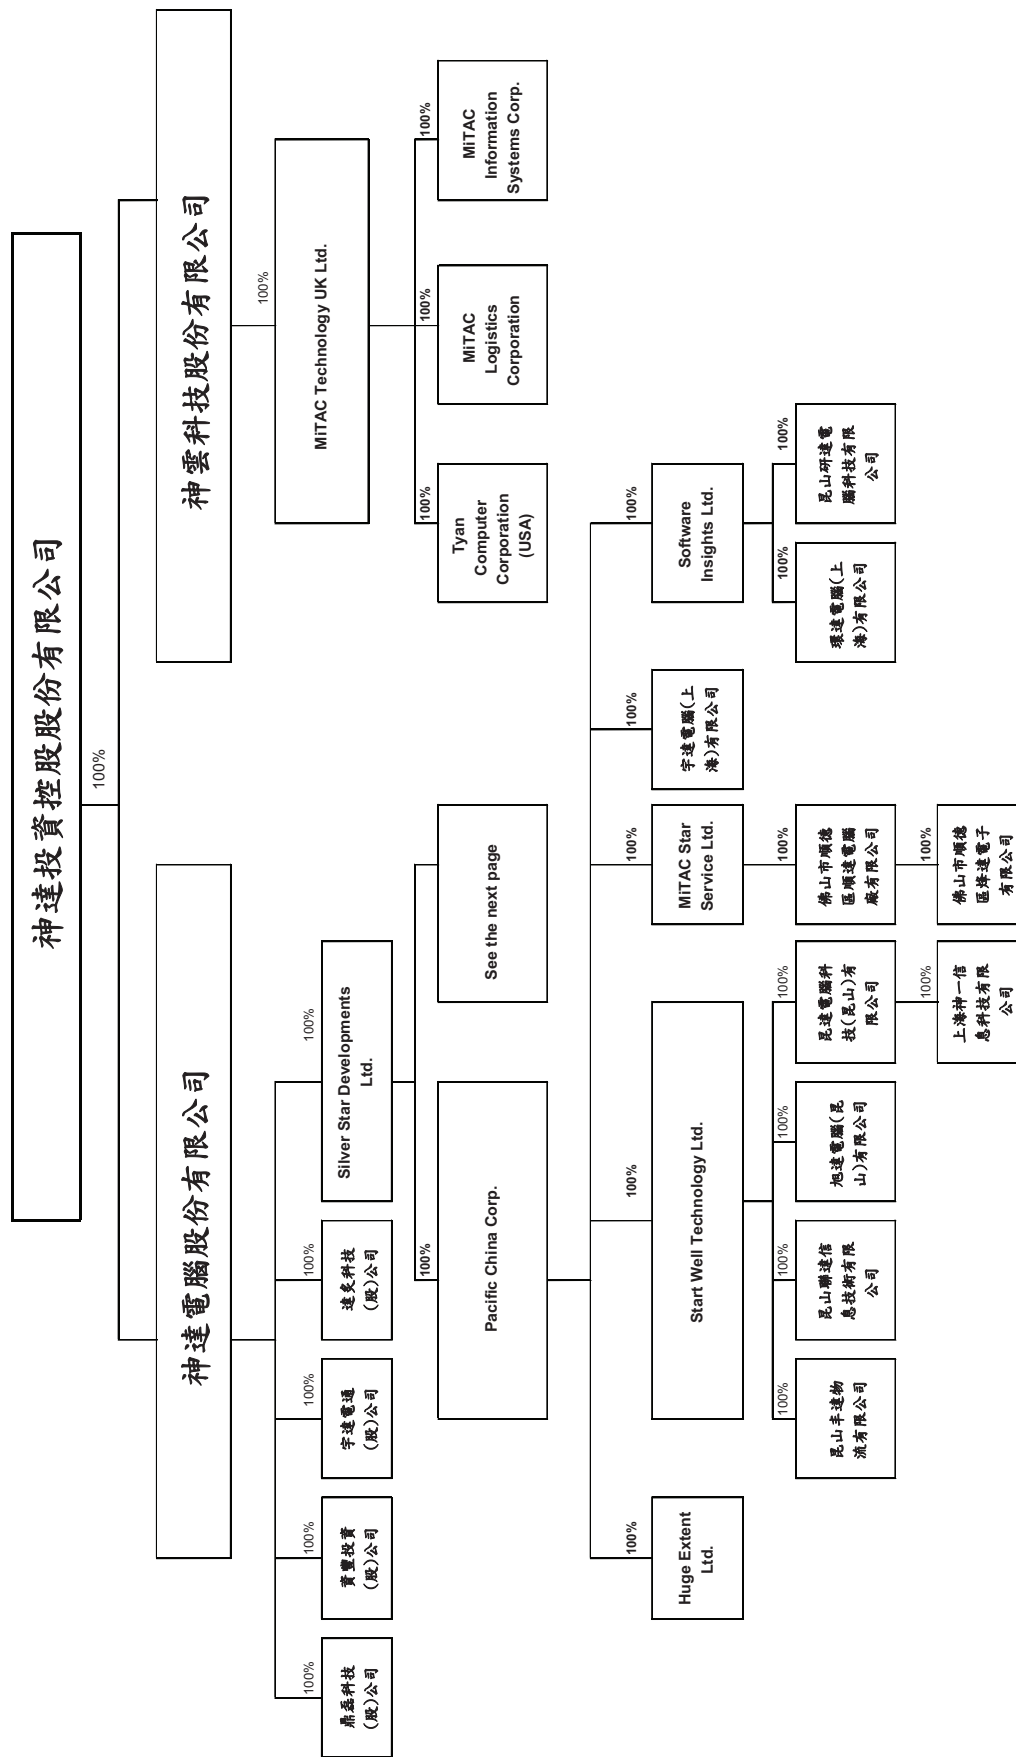 神達投資控股股份有限公司
100%
神達電腦股份有限公司
神雲科技股份有限公司
100%
100%
100%
100%
100%
100%
鼎磊科技
(股)公司
資豐投資
(股)公司
宇達電通
(股)公司
達炙科技
(股)公司
Silver Star Developments
Ltd.
MiTAC Technology UK Ltd.
100%
100%
100%
100%
Pacific China Corp.
See the next page
Tyan
Computer
Corporation
(USA)
MiTAC
Logistics
Corporation
MiTAC
Information
Systems Corp.
100%
100%
100%
100%
100%
Huge Extent
Ltd.
Start Well Technology Ltd.
MiTAC Star
Service Ltd.
宇達電腦(上
海)有限公司
Software
Insights Ltd.
100%
100%
100%
100%
100%
100%
100%
昆山丰達物
流有限公司
昆山聯達信
息技術有限
公司
旭達電腦(昆
山)有限公司
昆達電腦科
技(昆山)有
限公司
佛山市順德
區順達電腦
廠有限公司
環達電腦(上
海)有限公司
昆山研達電
腦科技有限
公司
100%
100%
上海神一信
息科技有限
公司
佛山市順德
區烽達電子
有限公司